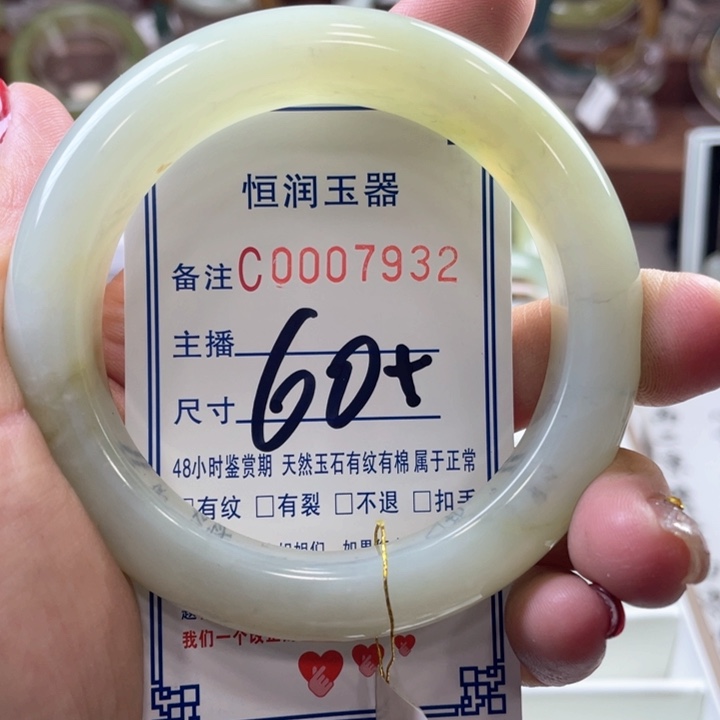 恒润玉器
备注C0007932
主播
尺寸60+
48小时鉴赏期 天然玉石有纹有棉 属于正常
□有纹 □有裂 □不退 □扣手
我们一个